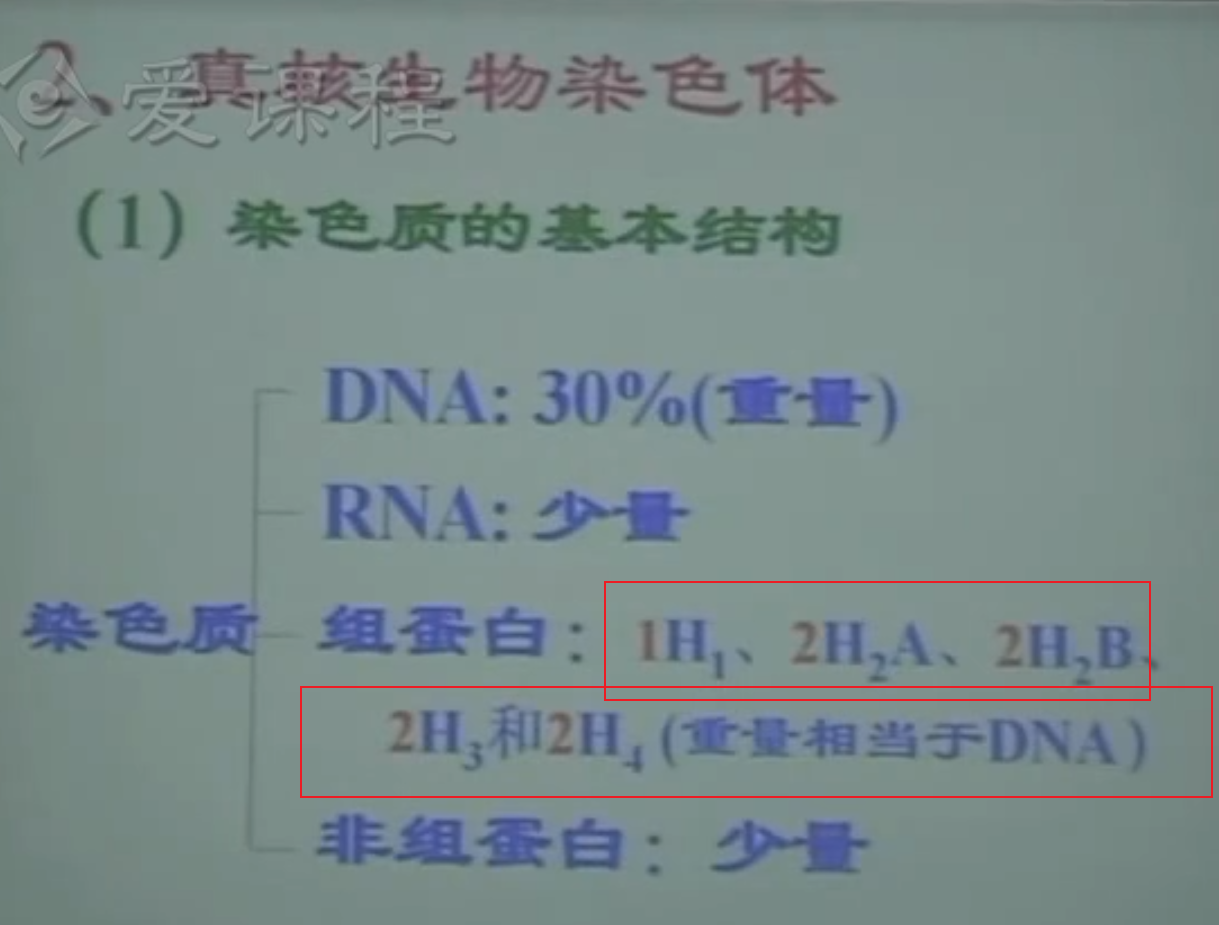 2、真核生物染色体
爱课程
(1) 染色质的基本结构
DNA: 30%(重量)
RNA: 少量
染色质
组蛋白: 1H₁、2H₂A、2H₂B、
2H₃和2H₄(重量相当于DNA)
非组蛋白: 少量